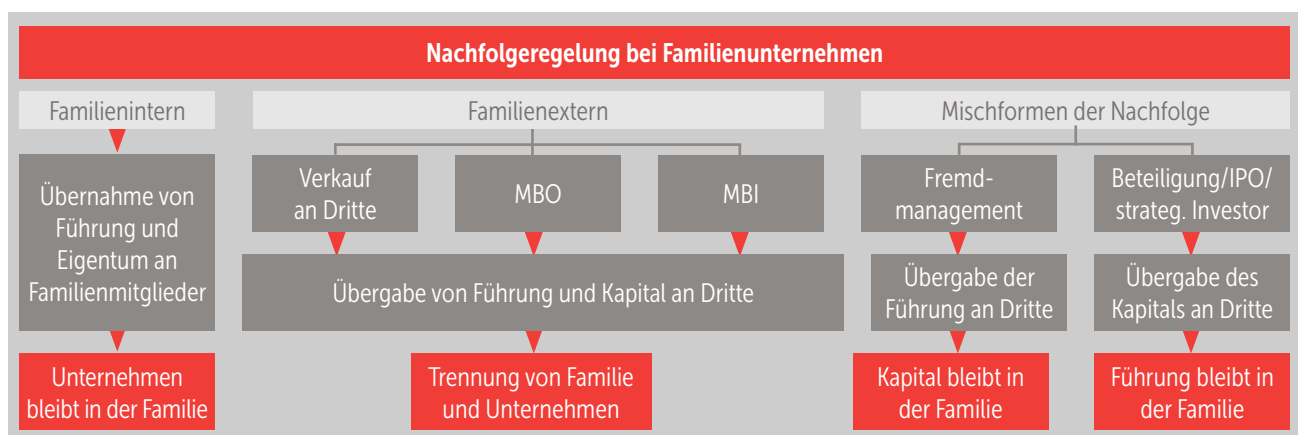 Nachfolgeregelung bei Familienunternehmen
Familienintern
Familienextern
Mischformen der Nachfolge
Übernahme von
Führung und
Eigentum an
Familienmitglieder
Verkauf
an Dritte
MBO
MBI
Fremd-
management
Beteiligung/IPO/
strateg. Investor
Übergabe von Führung und Kapital an Dritte
Übergabe der
Führung an Dritte
Übergabe des
Kapitals an Dritte
Unternehmen
bleibt in der Familie
Trennung von Familie
und Unternehmen
Kapital bleibt in
der Familie
Führung bleibt in
der Familie